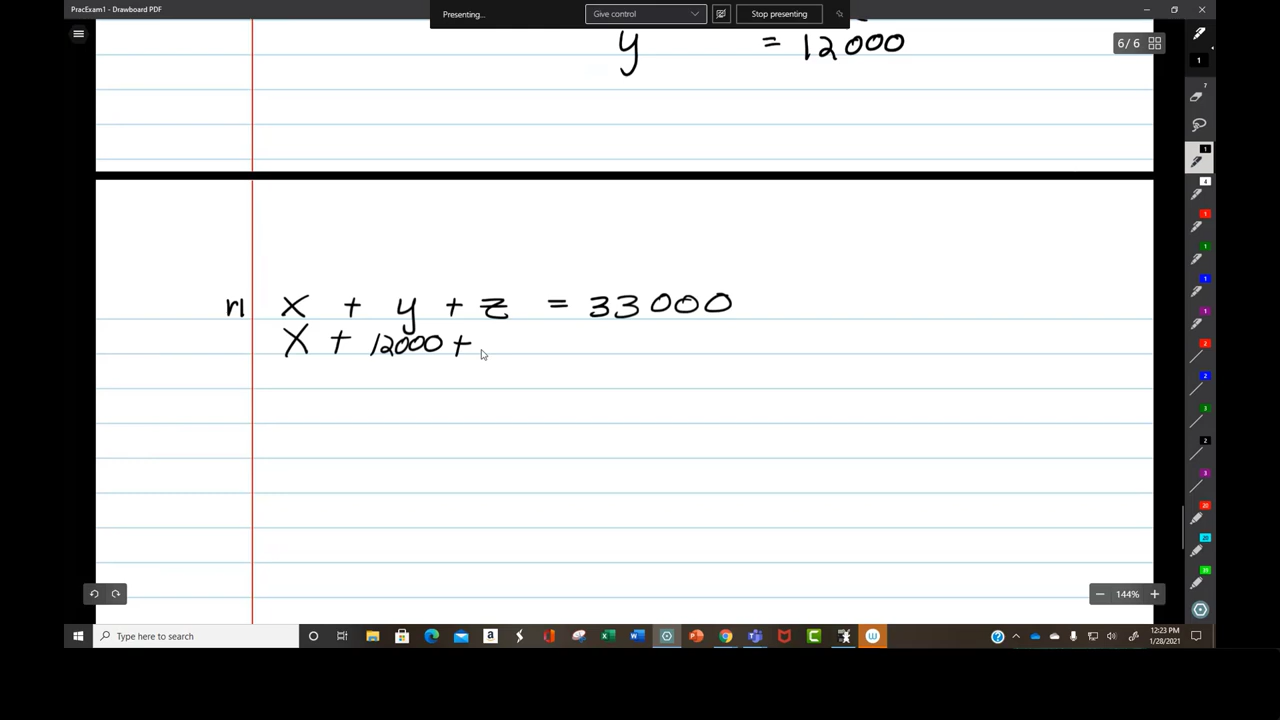 PracExam1 - Drawboard PDF
Presenting...
Give control
Stop presenting
y = 12000
6/6
r1 x + y + z = 33000
x + 12000 +
144%
Type here to search
12:23 PM
1/28/2021